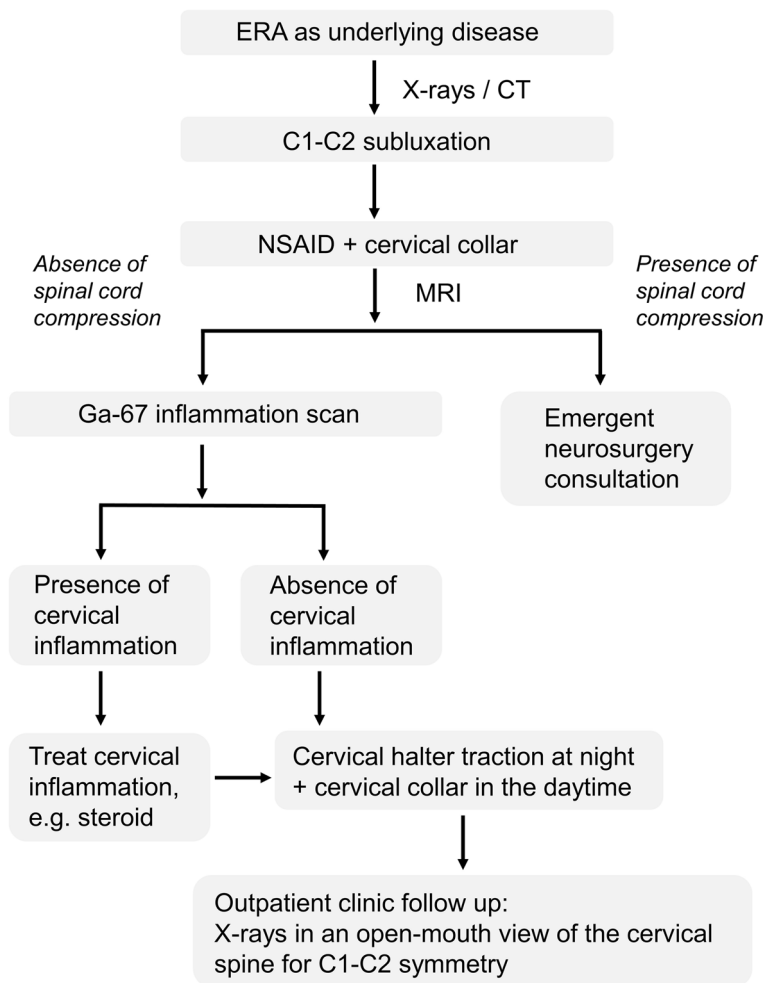 ERA as underlying disease
X-rays / CT
C1-C2 subluxation
NSAID + cervical collar
Absence of
spinal cord
compression
MRI
Presence of
spinal cord
compression
Ga-67 inflammation scan
Emergent
neurosurgery
consultation
Presence of
cervical
inflammation
Absence of
cervical
inflammation
Treat cervical
inflammation,
e.g. steroid
Cervical halter traction at night
+ cervical collar in the daytime
Outpatient clinic follow up:
X-rays in an open-mouth view of the cervical
spine for C1-C2 symmetry